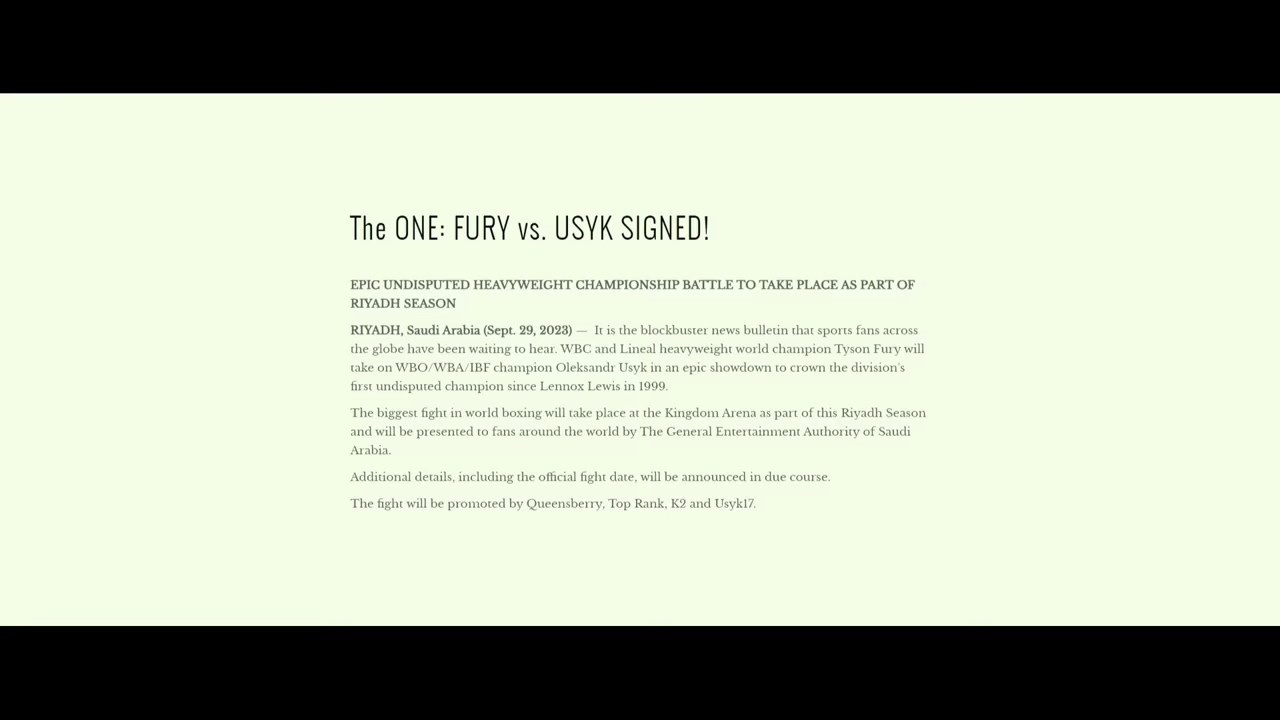 The ONE: FURY vs. USYK SIGNED!
EPIC UNDISPUTED HEAVYWEIGHT CHAMPIONSHIP BATTLE TO TAKE PLACE AS PART OF
RIYADH SEASON
RIYADH, Saudi Arabia (Sept. 29, 2023) — It is the blockbuster news bulletin that sports fans across
the globe have been waiting to hear. WBC and Lineal heavyweight world champion Tyson Fury will
take on WBO/WBA/IBF champion Oleksandr Usyk in an epic showdown to crown the division's
first undisputed champion since Lennox Lewis in 1999.
The biggest fight in world boxing will take place at the Kingdom Arena as part of this Riyadh Season
and will be presented to fans around the world by The General Entertainment Authority of Saudi
Arabia.
Additional details, including the official fight date, will be announced in due course.
The fight will be promoted by Queensberry, Top Rank, K2 and Usyk17.